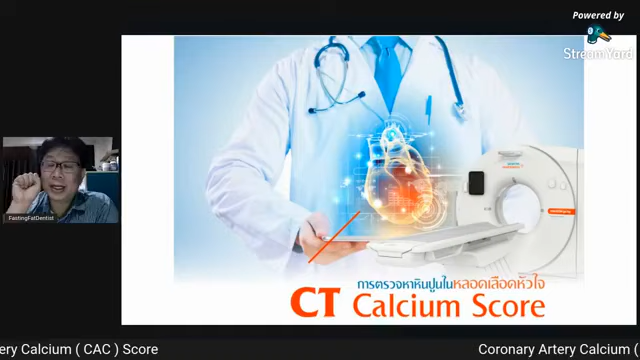 Powered by
StreamYard
FastingFatDentist
การตรวจหาหินปูนในหลอดเลือดหัวใจ
CT Calcium Score
ery Calcium ( CAC ) Score
Coronary Artery Calcium (